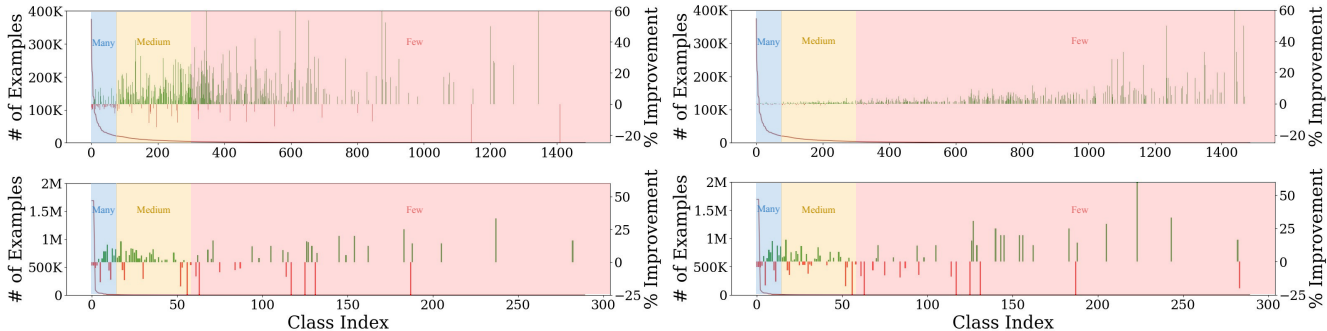 400K
300K
200K
100K
0
# of Examples
Many
Medium
Few
60
40
20
0
−20
% Improvement
0 200 400 600 800 1000 1200 1400
400K
300K
200K
100K
0
# of Examples
Many
Medium
Few
60
40
20
0
−20
% Improvement
0 200 400 600 800 1000 1200 1400
2M
1.5M
1M
500K
0
# of Examples
Many
Medium
Few
50
25
0
−25
% Improvement
0 50 100 150 200 250 300
Class Index
2M
1.5M
1M
500K
0
# of Examples
Many
Medium
Few
50
25
0
−25
% Improvement
0 50 100 150 200 250 300
Class Index